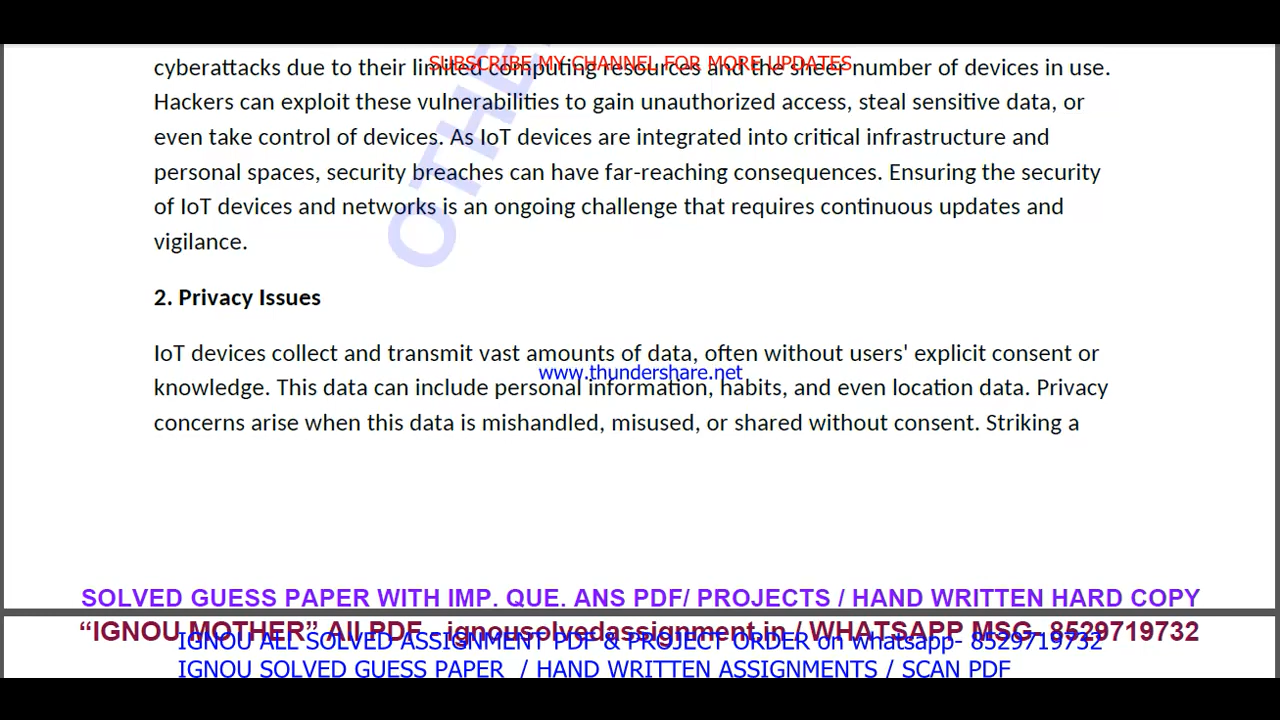 SUBSCRIBE MY CHANNEL FOR MORE UPDATES
cyberattacks due to their limited computing resources and the sheer number of devices in use.
Hackers can exploit these vulnerabilities to gain unauthorized access, steal sensitive data, or
even take control of devices. As IoT devices are integrated into critical infrastructure and
personal spaces, security breaches can have far-reaching consequences. Ensuring the security
of IoT devices and networks is an ongoing challenge that requires continuous updates and
vigilance.
OTHE
2. Privacy Issues
IoT devices collect and transmit vast amounts of data, often without users' explicit consent or
www.thundershare.net
knowledge. This data can include personal information, habits, and even location data. Privacy
concerns arise when this data is mishandled, misused, or shared without consent. Striking a
SOLVED GUESS PAPER WITH IMP. QUE. ANS PDF/ PROJECTS / HAND WRITTEN HARD COPY
“IGNOU MOTHER” All PDF - ignousolvedassignment.in / WHATSAPP MSG- 8529719732
IGNOU ALL SOLVED ASSIGNMENT PDF & PROJECT ORDER on whatsapp- 8529719732
IGNOU SOLVED GUESS PAPER / HAND WRITTEN ASSIGNMENTS / SCAN PDF